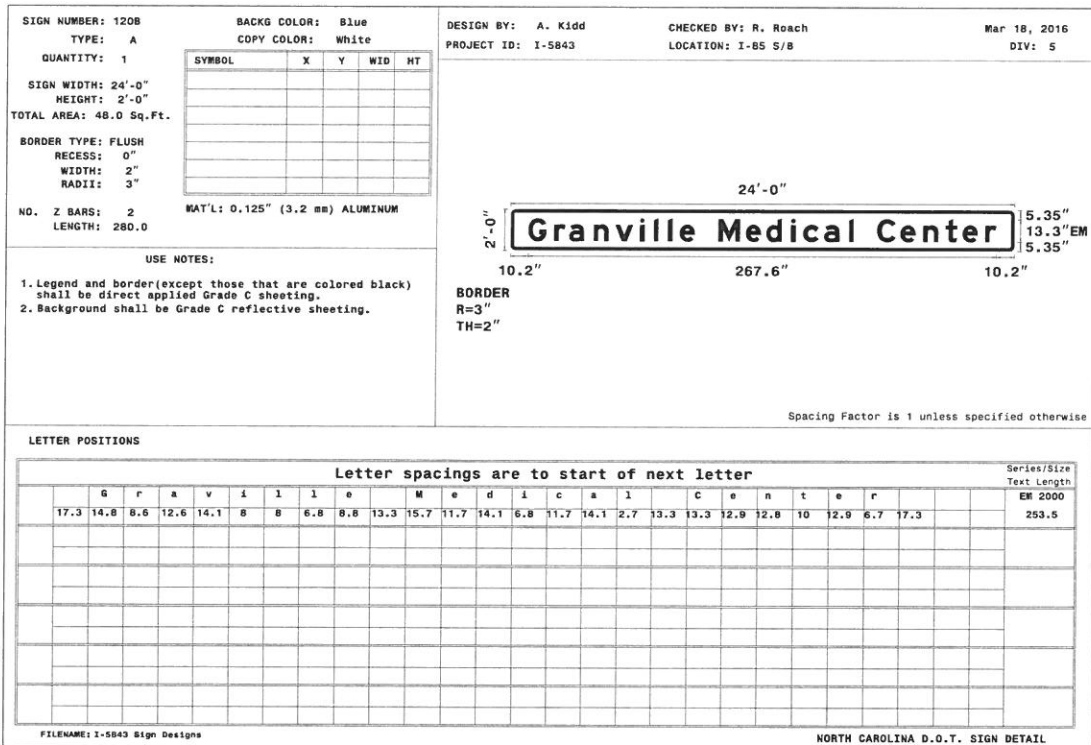 SIGN NUMBER: 120B
TYPE: A
QUANTITY: 1
SIGN WIDTH: 24'-0"
HEIGHT: 2'-0"
TOTAL AREA: 48.0 Sq.Ft.
BORDER TYPE: FLUSH
RECESS: 0"
WIDTH: 2"
RADII: 3"
NO. Z BARS: 2
LENGTH: 280.0
BACKG COLOR: Blue
COPY COLOR: White
SYMBOL X Y WID HT
MAT'L: 0.125" (3.2 mm) ALUMINUM
USE NOTES:
1. Legend and border(except those that are colored black)
shall be direct applied Grade C sheeting.
2. Background shall be Grade C reflective sheeting.
DESIGN BY: A. Kidd CHECKED BY: R. Roach Mar 18, 2016
PROJECT ID: I-5843 LOCATION: I-85 S/B DIV: 5
24'-0"
2'-0"
Granville Medical Center
5.35"
13.3"EM
5.35"
10.2" 267.6" 10.2"
BORDER
R=3"
TH=2"
Spacing Factor is 1 unless specified otherwise
LETTER POSITIONS
Letter spacings are to start of next letter
Series/Size
Text Length
G r a v i l l e M e d i c a l C e n t e r EM 2000
17.3 14.8 8.6 12.6 14.1 8 8 6.8 8.8 13.3 15.7 11.7 14.1 6.8 11.7 14.1 2.7 13.3 13.3 12.9 12.8 10 12.9 6.7 17.3 253.5
FILENAME: I-5843 Sign Designs
NORTH CAROLINA D.O.T. SIGN DETAIL